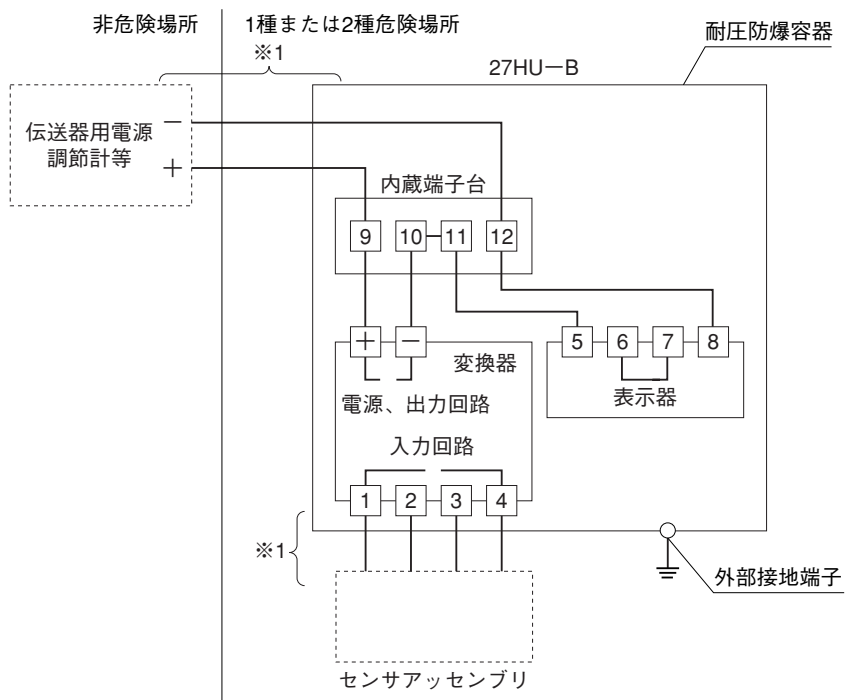 非危険場所
1種または2種危険場所
※1
耐圧防爆容器
27HU－B
伝送器用電源
調節計等
－
＋
内蔵端子台
9
10
11
12
＋
－
変換器
電源、出力回路
入力回路
5
6
7
8
表示器
1
2
3
4
※1
外部接地端子
センサアッセンブリ